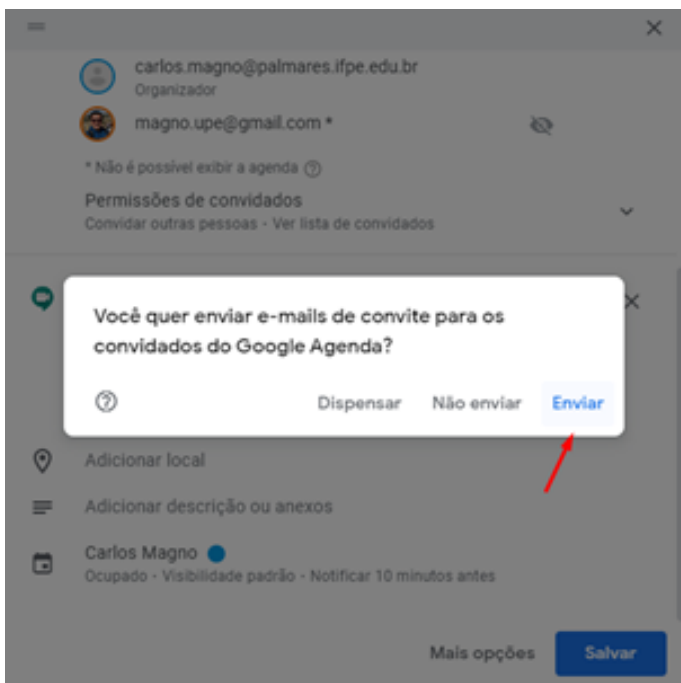 carlos.magno@palmares.ifpe.edu.br
Organizador
magno.upe@gmail.com *
* Não é possível exibir a agenda
Permissões de convidados
Convidar outras pessoas - Ver lista de convidados
Você quer enviar e-mails de convite para os
convidados do Google Agenda?
Dispensar Não enviar Enviar
Adicionar local
Adicionar descrição ou anexos
Carlos Magno
Ocupado - Visibilidade padrão - Notificar 10 minutos antes
Mais opções Salvar